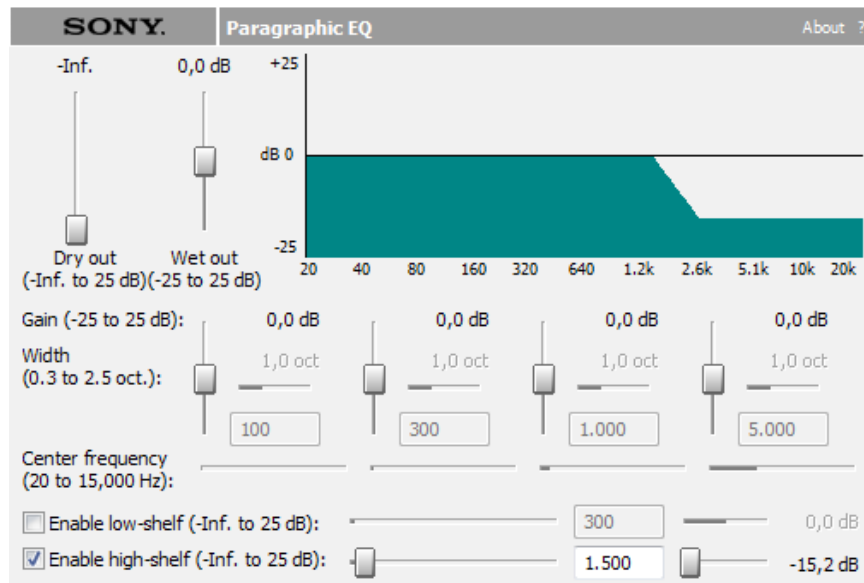 SONY. Paragraphic EQ About ?
-Inf. 0,0 dB +25
dB 0
-25
Dry out Wet out
(-Inf. to 25 dB)(-25 to 25 dB)
20 40 80 160 320 640 1.2k 2.6k 5.1k 10k 20k
Gain (-25 to 25 dB): 0,0 dB 0,0 dB 0,0 dB 0,0 dB
Width 1,0 oct 1,0 oct 1,0 oct 1,0 oct
(0.3 to 2.5 oct.):
100 300 1.000 5.000
Center frequency
(20 to 15,000 Hz):
Enable low-shelf (-Inf. to 25 dB): 300 0,0 dB
Enable high-shelf (-Inf. to 25 dB): 1.500 -15,2 dB